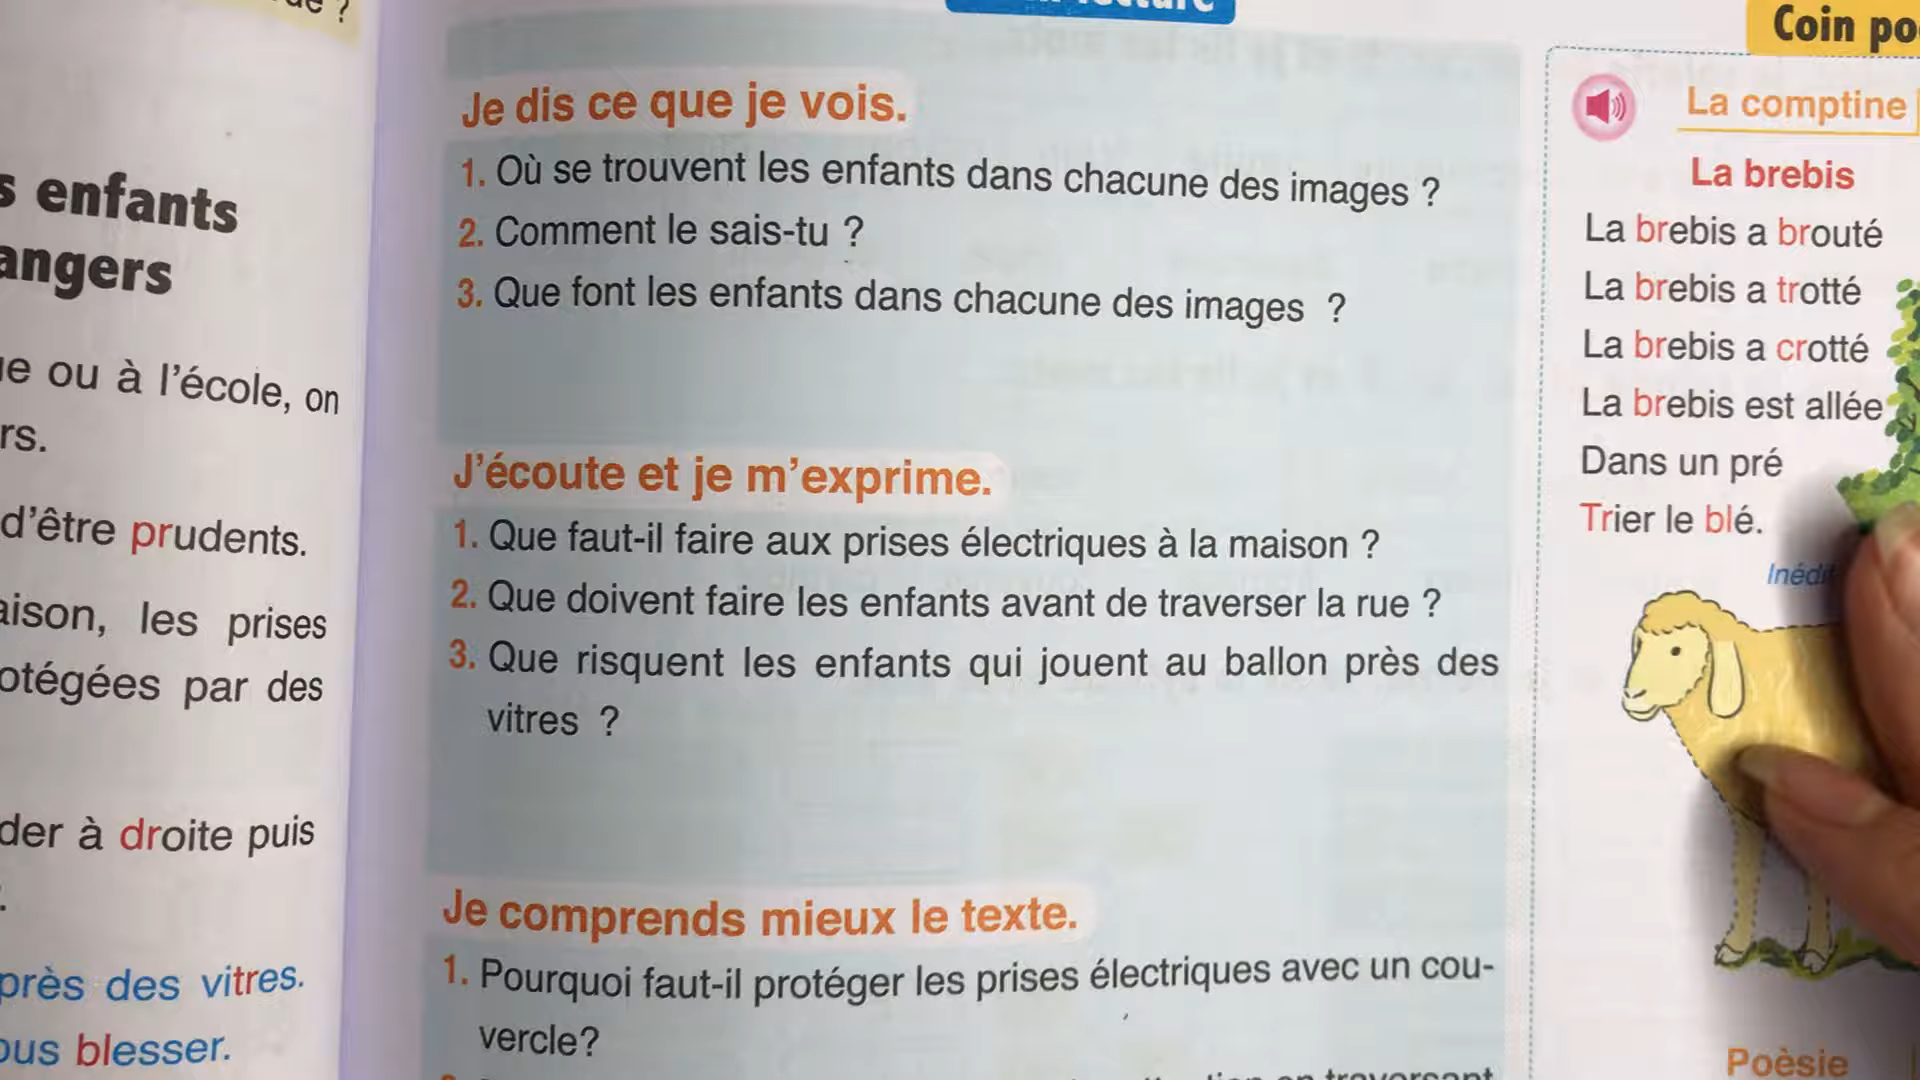 ?
enfants
angers
ou à l'école, on
rs.
d'être prudents.
les prises
par des
à droite puis
près des vitres.
blesser.
Je dis ce que je vois.
1. Où se trouvent les enfants dans chacune des images ?
2. Comment le sais-tu ?
3. Que font les enfants dans chacune des images ?
J'écoute et je m'exprime.
1. Que faut-il faire aux prises électriques à la maison ?
2. Que doivent faire les enfants avant de traverser la rue ?
3. Que risquent les enfants qui jouent au ballon près des
vitres ?
Je comprends mieux le texte.
1. Pourquoi faut-il protéger les prises électriques avec un cou-
vercle?
Coin
La comptine
La brebis
La brebis a brouté
La brebis a trotté
La brebis a crotté
La brebis est allée
Dans un pré
Trier le blé.
Inédit
Poèsie